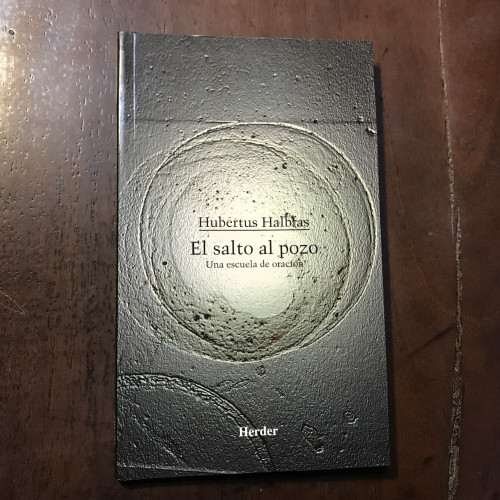 Hubertus Halbfas
El salto al pozo
Una escuela de oración
Herder